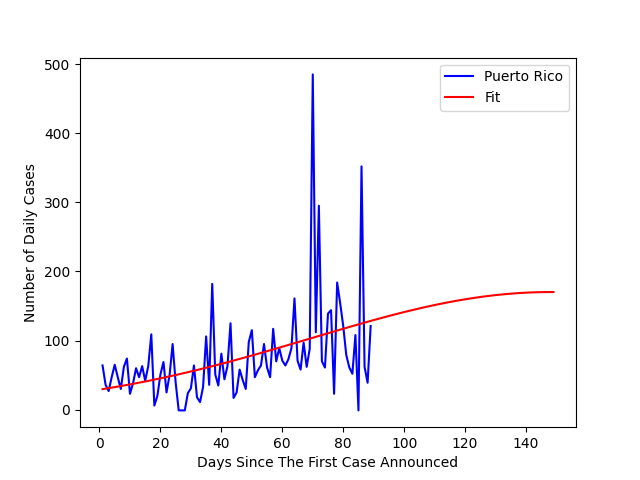 Puerto Rico
Fit
500
400
300
200
100
0
Number of Daily Cases
0 20 40 60 80 100 120 140
Days Since The First Case Announced